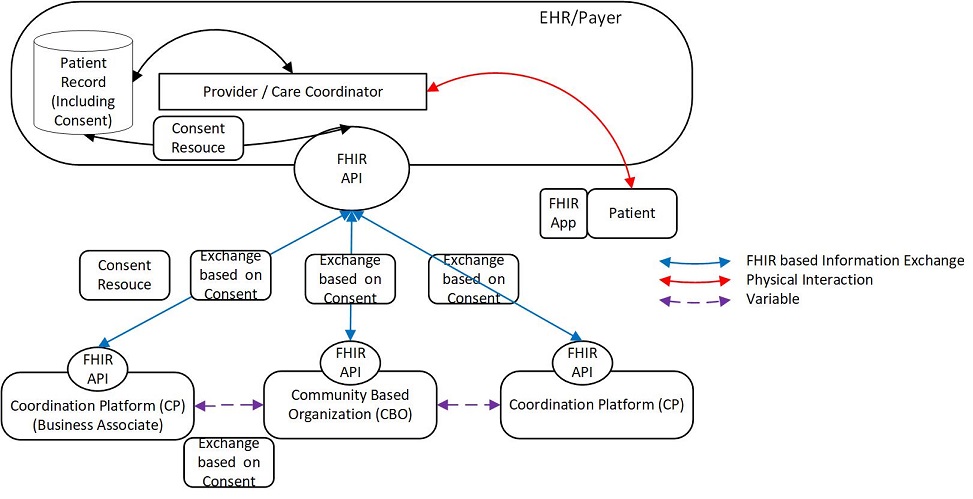 EHR/Payer
Patient
Record
(Including
Consent)
Provider / Care Coordinator
Consent
Resouce
FHIR
API
FHIR
App
Patient
Consent
Resouce
Exchange
based on
Consent
Exchange
based on
Consent
Exchange
based on
Consent
FHIR based Information Exchange
Physical Interaction
Variable
FHIR
API
Coordination Platform (CP)
(Business Associate)
FHIR
API
Community Based
Organization (CBO)
FHIR
API
Coordination Platform (CP)
Exchange
based on
Consent